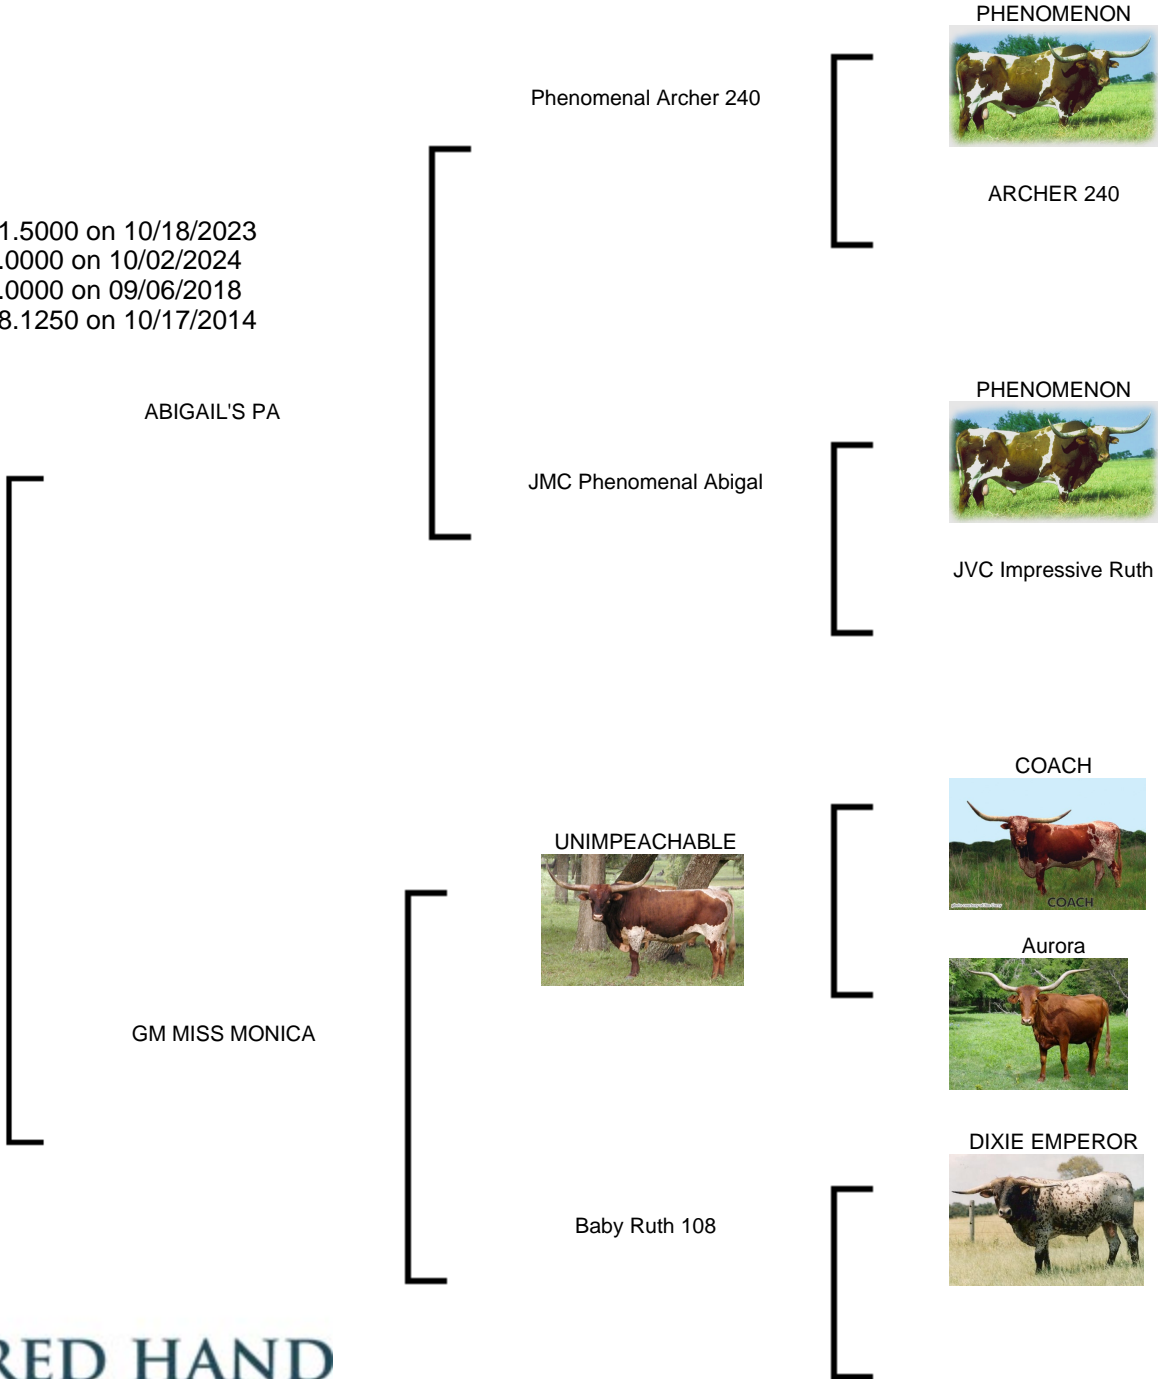 PHENOMENON
Phenomenal Archer 240
ARCHER 240
1.5000 on 10/18/2023
.0000 on 10/02/2024
.0000 on 09/06/2018
8.1250 on 10/17/2014
PHENOMENON
ABIGAIL'S PA
JMC Phenomenal Abigal
JVC Impressive Ruth
COACH
UNIMPEACHABLE
COACH
Aurora
GM MISS MONICA
DIXIE EMPEROR
Baby Ruth 108
RED HAND